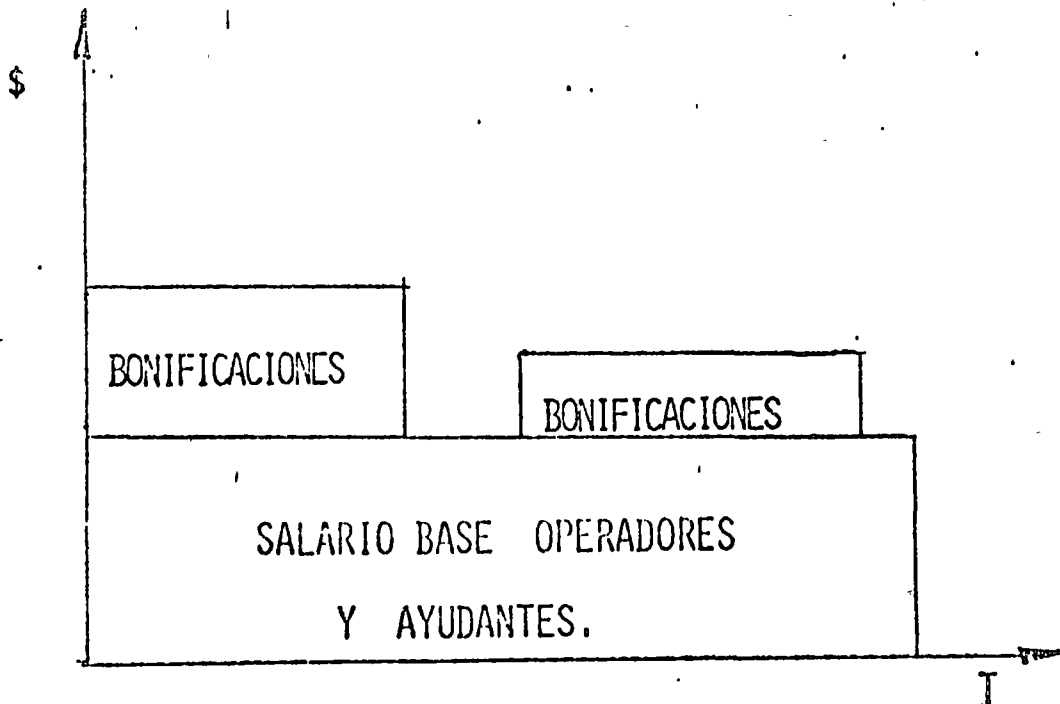 $
BONIFICACIONES
BONIFICACIONES
SALARIO BASE OPERADORES
Y AYUDANTES.
T